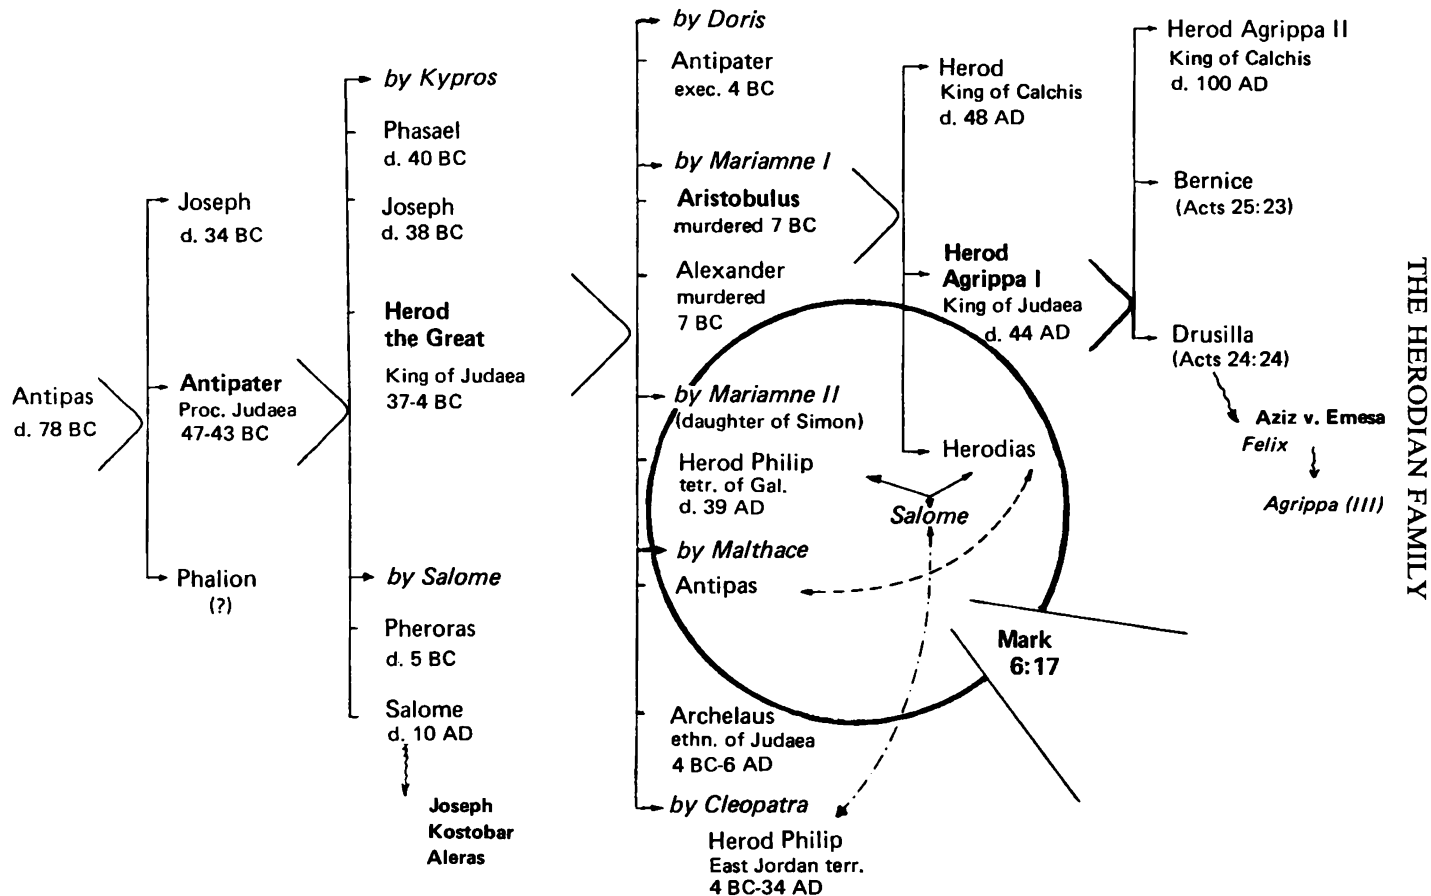 Antipas
d. 78 BC
Joseph
d. 34 BC
Antipater
Proc. Judaea
47-43 BC
Phalion
(?)
by Kypros
Phasael
d. 40 BC
Joseph
d. 38 BC
Herod
the Great
King of Judaea
37-4 BC
by Salome
Pheroras
d. 5 BC
Salome
d. 10 AD
Joseph
Kostobar
Aleras
by Doris
Antipater
exec. 4 BC
by Mariamne I
Aristobulus
murdered 7 BC
Alexander
murdered
7 BC
by Mariamne II
(daughter of Simon)
Herod Philip
tetr. of Gal.
d. 39 AD
by Malthace
Antipas
Archelaus
ethn. of Judaea
4 BC-6 AD
by Cleopatra
Herod Philip
East Jordan terr.
4 BC-34 AD
Herod
King of Calchis
d. 48 AD
Herod
Agrippa I
King of Judaea
d. 44 AD
Herodias
Salome
Mark
6:17
Herod Agrippa II
King of Calchis
d. 100 AD
Bernice
(Acts 25:23)
Drusilla
(Acts 24:24)
Aziz v. Emesa
Felix
Agrippa (III)
THE HERODIAN FAMILY